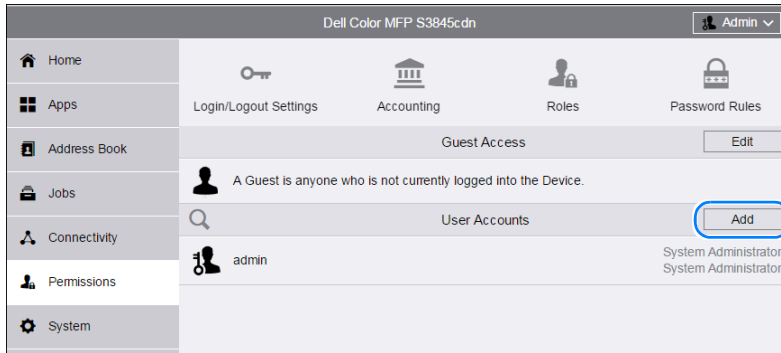 Dell Color MFP S3845cdn
Admin
Home
Apps
Address Book
Jobs
Connectivity
Permissions
System
Login/Logout Settings
Accounting
Roles
Password Rules
Guest Access
Edit
A Guest is anyone who is not currently logged into the Device.
User Accounts
Add
admin
System Administrator
System Administrator